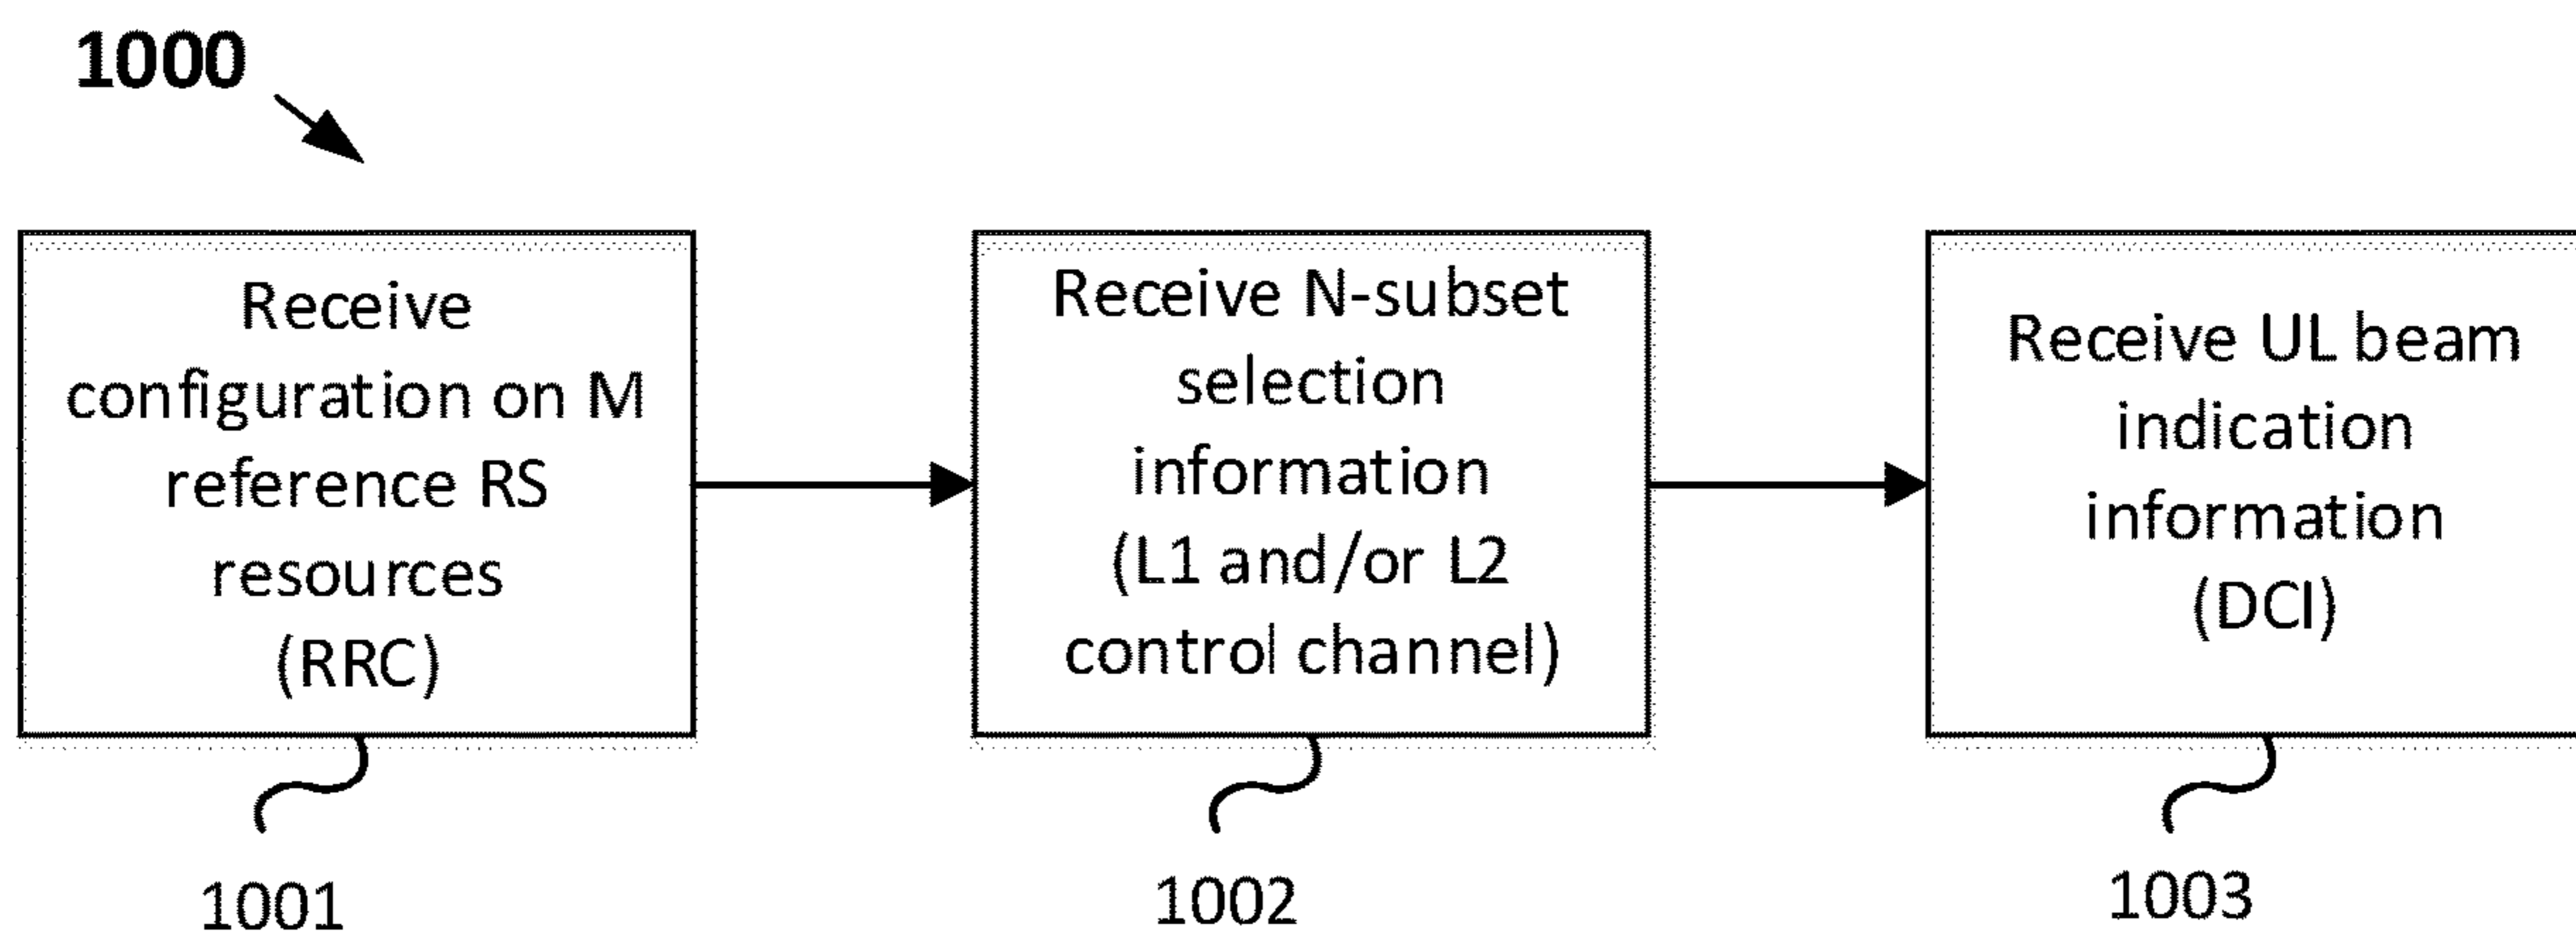 1000
Receive
configuration on M
reference RS
resources
(RRC)
Receive N-subset
selection
information
(L1 and/or L2
control channel)
Receive UL beam
indication
information
(DCI)
1001
1002
1003